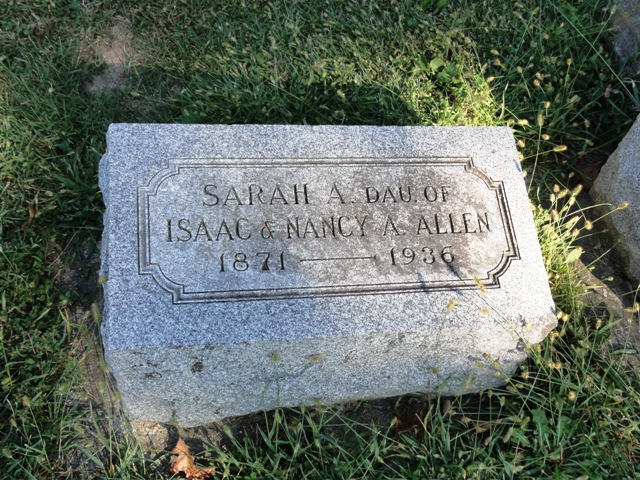 SARAH A. DAU. OF
ISAAC & NANCY A. ALLEN
1871 — 1936